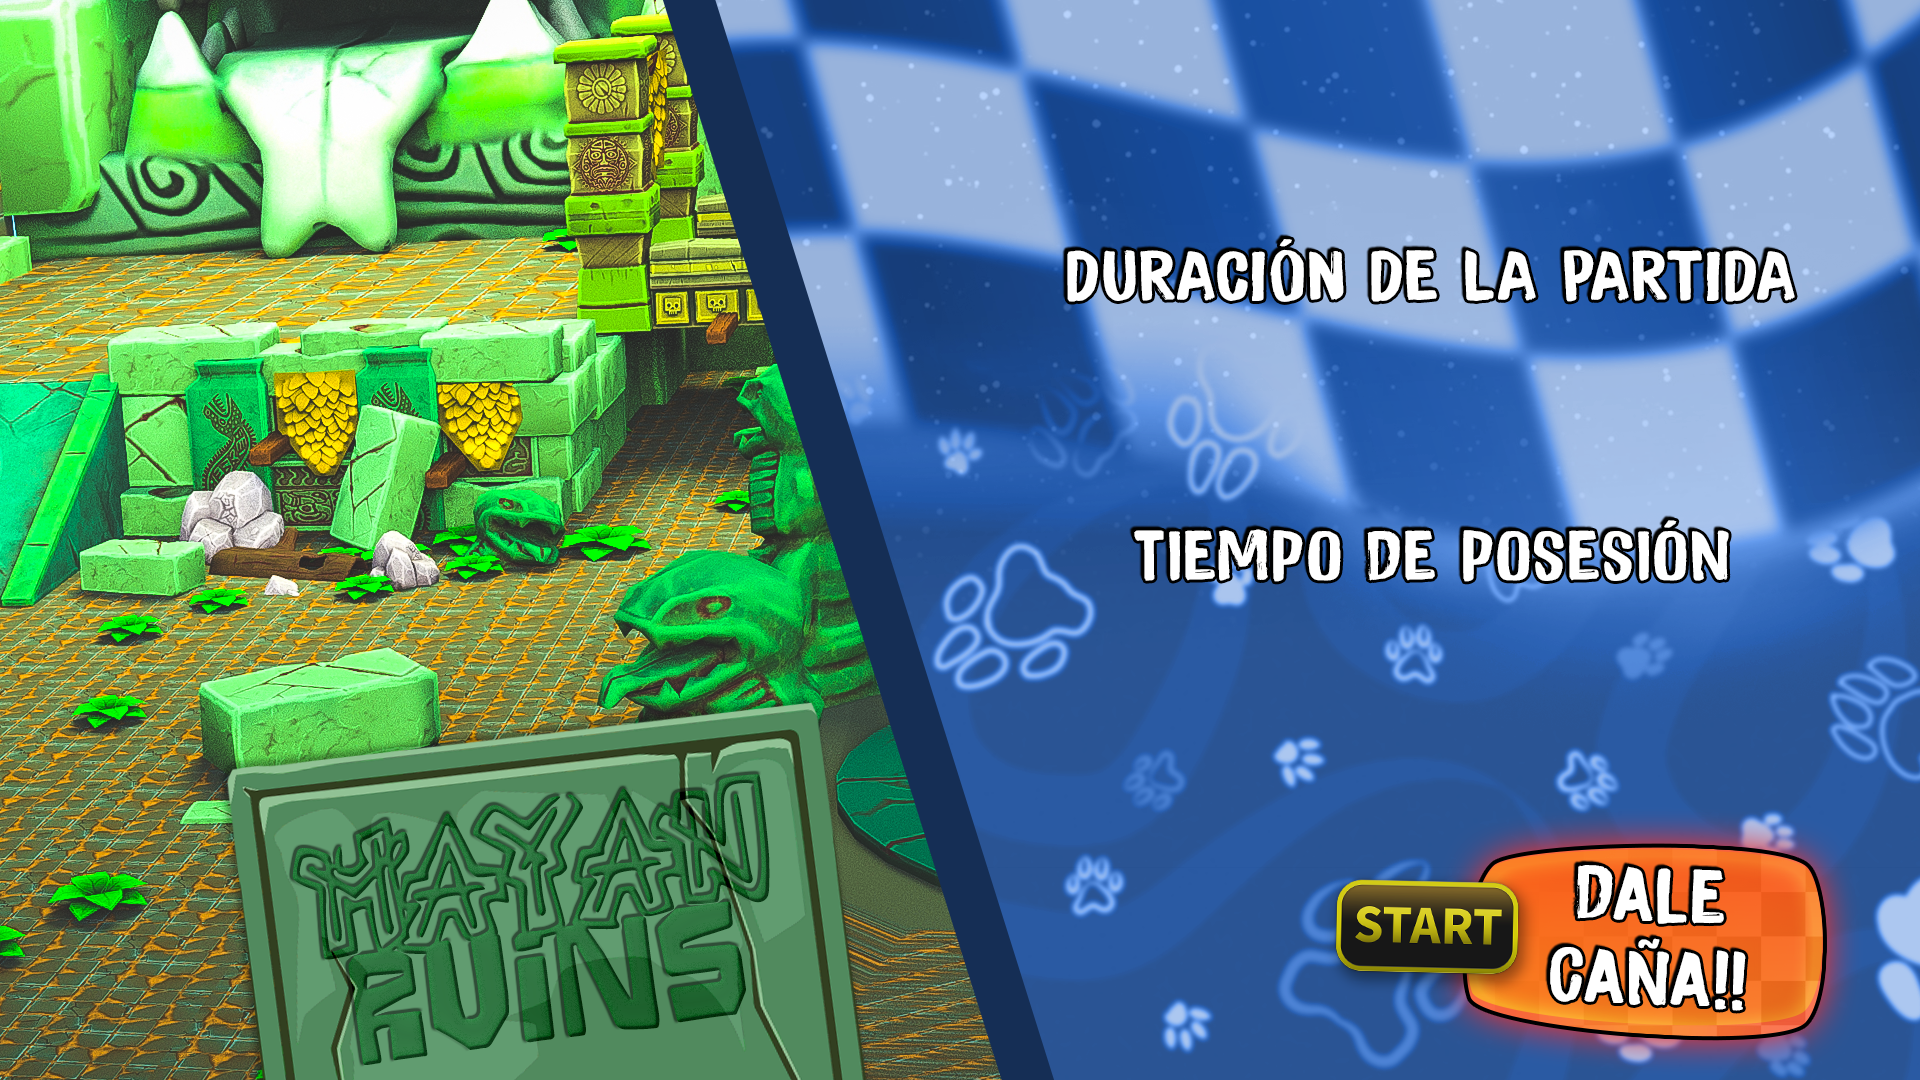 DURACIÓN DE LA PARTIDA
TIEMPO DE POSESIÓN
MAYAN
RUINS
START
DALE
CAÑA!!